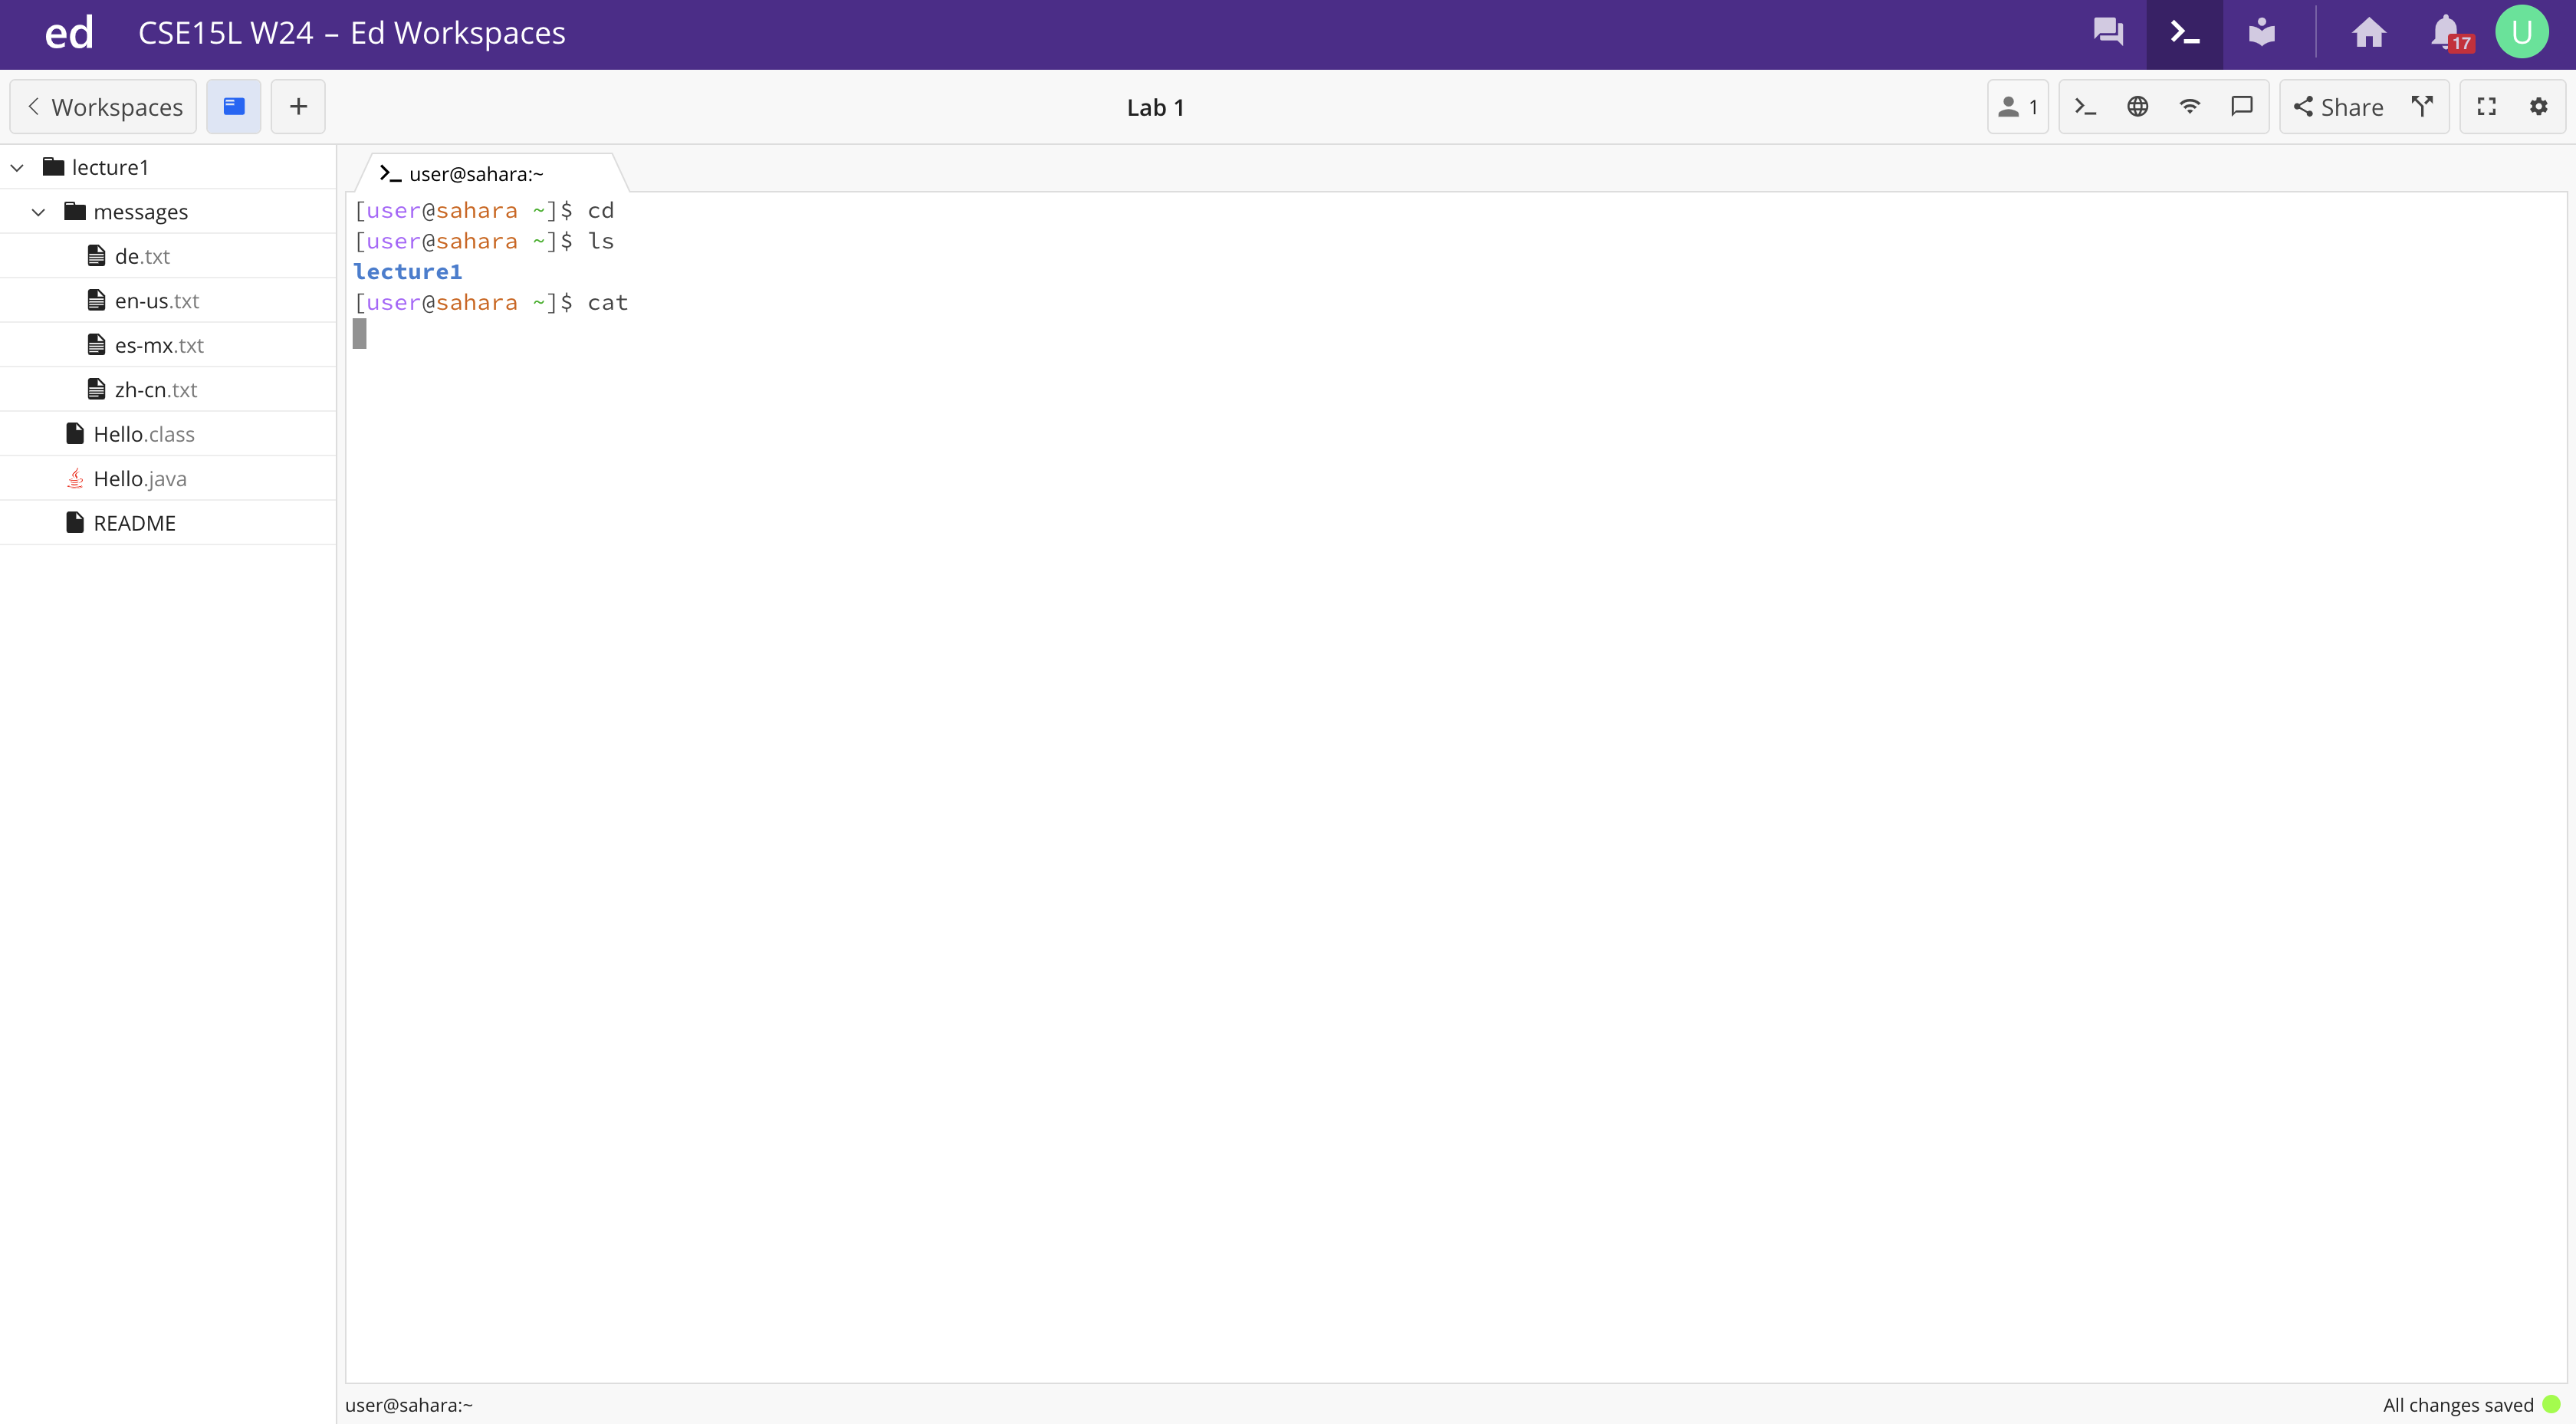 ed CSE15L W24 – Ed Workspaces 17 U
Workspaces + Lab 1 1 Share
lecture1
messages
de.txt
en-us.txt
es-mx.txt
zh-cn.txt
Hello.class
Hello.java
README
user@sahara:~
[user@sahara ~]$ cd
[user@sahara ~]$ ls
lecture1
[user@sahara ~]$ cat
user@sahara:~ All changes saved